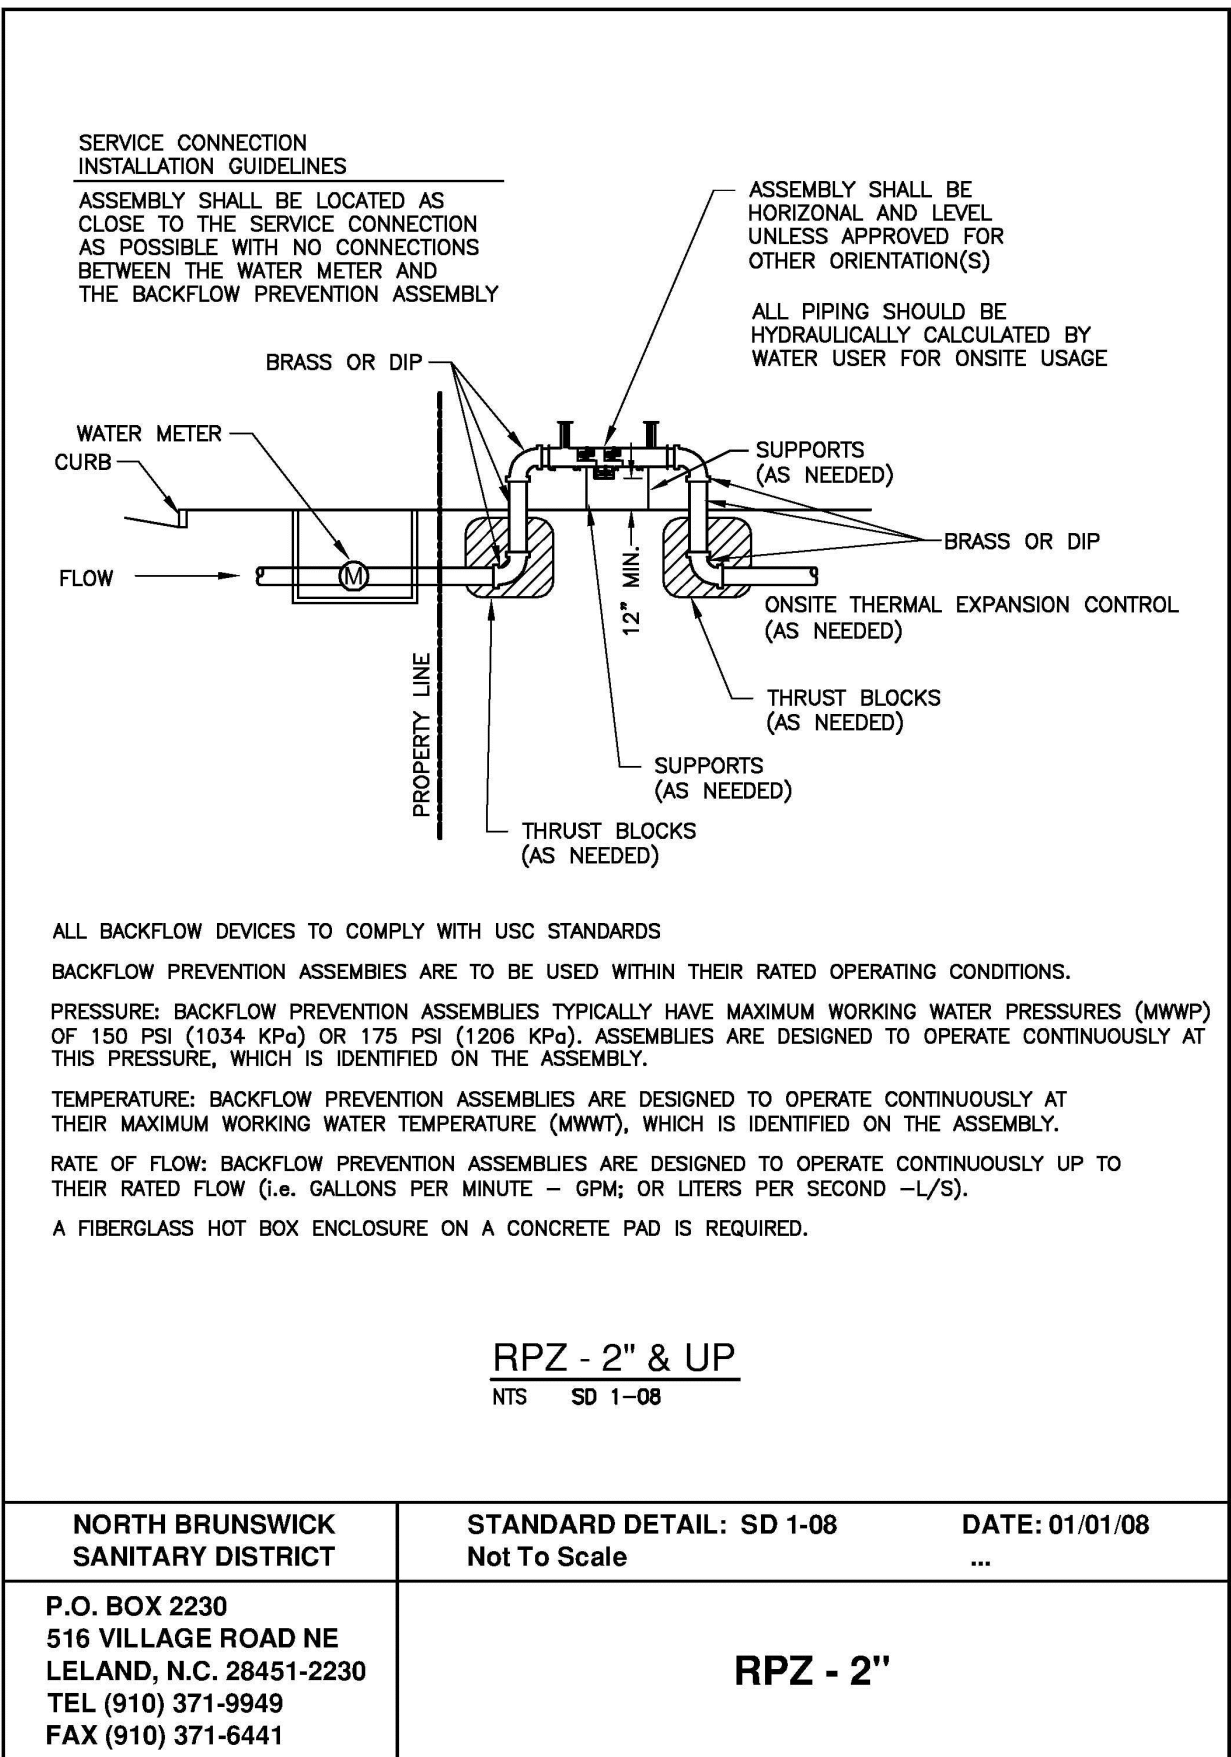 SERVICE CONNECTION
INSTALLATION GUIDELINES
ASSEMBLY SHALL BE LOCATED AS
CLOSE TO THE SERVICE CONNECTION
AS POSSIBLE WITH NO CONNECTIONS
BETWEEN THE WATER METER AND
THE BACKFLOW PREVENTION ASSEMBLY
ASSEMBLY SHALL BE
HORIZONAL AND LEVEL
UNLESS APPROVED FOR
OTHER ORIENTATION(S)
ALL PIPING SHOULD BE
HYDRAULICALLY CALCULATED BY
WATER USER FOR ONSITE USAGE
BRASS OR DIP
WATER METER
CURB
SUPPORTS
(AS NEEDED)
BRASS OR DIP
FLOW
M
12" MIN.
ONSITE THERMAL EXPANSION CONTROL
(AS NEEDED)
PROPERTY LINE
THRUST BLOCKS
(AS NEEDED)
SUPPORTS
(AS NEEDED)
THRUST BLOCKS
(AS NEEDED)
ALL BACKFLOW DEVICES TO COMPLY WITH USC STANDARDS
BACKFLOW PREVENTION ASSEMBIES ARE TO BE USED WITHIN THEIR RATED OPERATING CONDITIONS.
PRESSURE: BACKFLOW PREVENTION ASSEMBLIES TYPICALLY HAVE MAXIMUM WORKING WATER PRESSURES (MWWP)
OF 150 PSI (1034 KPa) OR 175 PSI (1206 KPa). ASSEMBLIES ARE DESIGNED TO OPERATE CONTINUOUSLY AT
THIS PRESSURE, WHICH IS IDENTIFIED ON THE ASSEMBLY.
TEMPERATURE: BACKFLOW PREVENTION ASSEMBLIES ARE DESIGNED TO OPERATE CONTINUOUSLY AT
THEIR MAXIMUM WORKING WATER TEMPERATURE (MWWT), WHICH IS IDENTIFIED ON THE ASSEMBLY.
RATE OF FLOW: BACKFLOW PREVENTION ASSEMBLIES ARE DESIGNED TO OPERATE CONTINUOUSLY UP TO
THEIR RATED FLOW (i.e. GALLONS PER MINUTE – GPM; OR LITERS PER SECOND –L/S).
A FIBERGLASS HOT BOX ENCLOSURE ON A CONCRETE PAD IS REQUIRED.
RPZ - 2" & UP
NTS SD 1-08
NORTH BRUNSWICK
SANITARY DISTRICT
STANDARD DETAIL: SD 1-08 DATE: 01/01/08
Not To Scale ...
P.O. BOX 2230
516 VILLAGE ROAD NE
LELAND, N.C. 28451-2230
TEL (910) 371-9949
FAX (910) 371-6441
RPZ - 2"